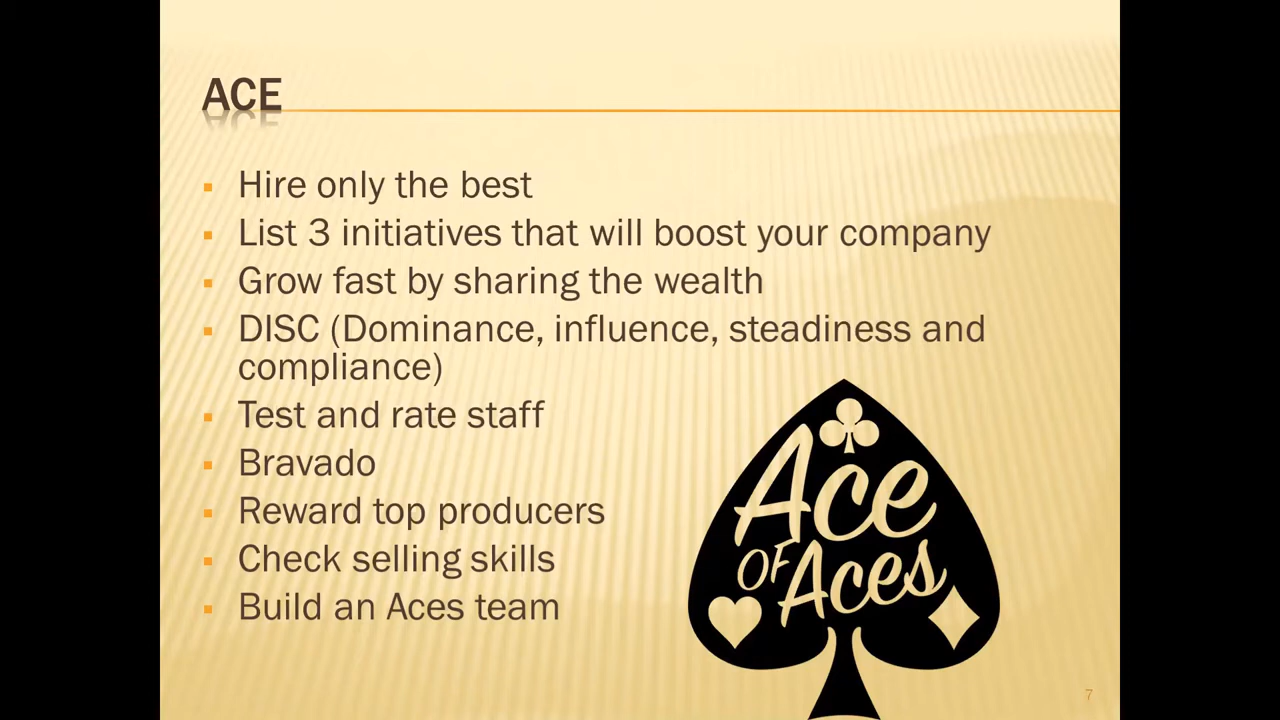 ACE
Hire only the best
List 3 initiatives that will boost your company
Grow fast by sharing the wealth
DISC (Dominance, influence, steadiness and
compliance)
Test and rate staff
Bravado
Reward top producers
Check selling skills
Build an Aces team
Ace
OF Aces
7